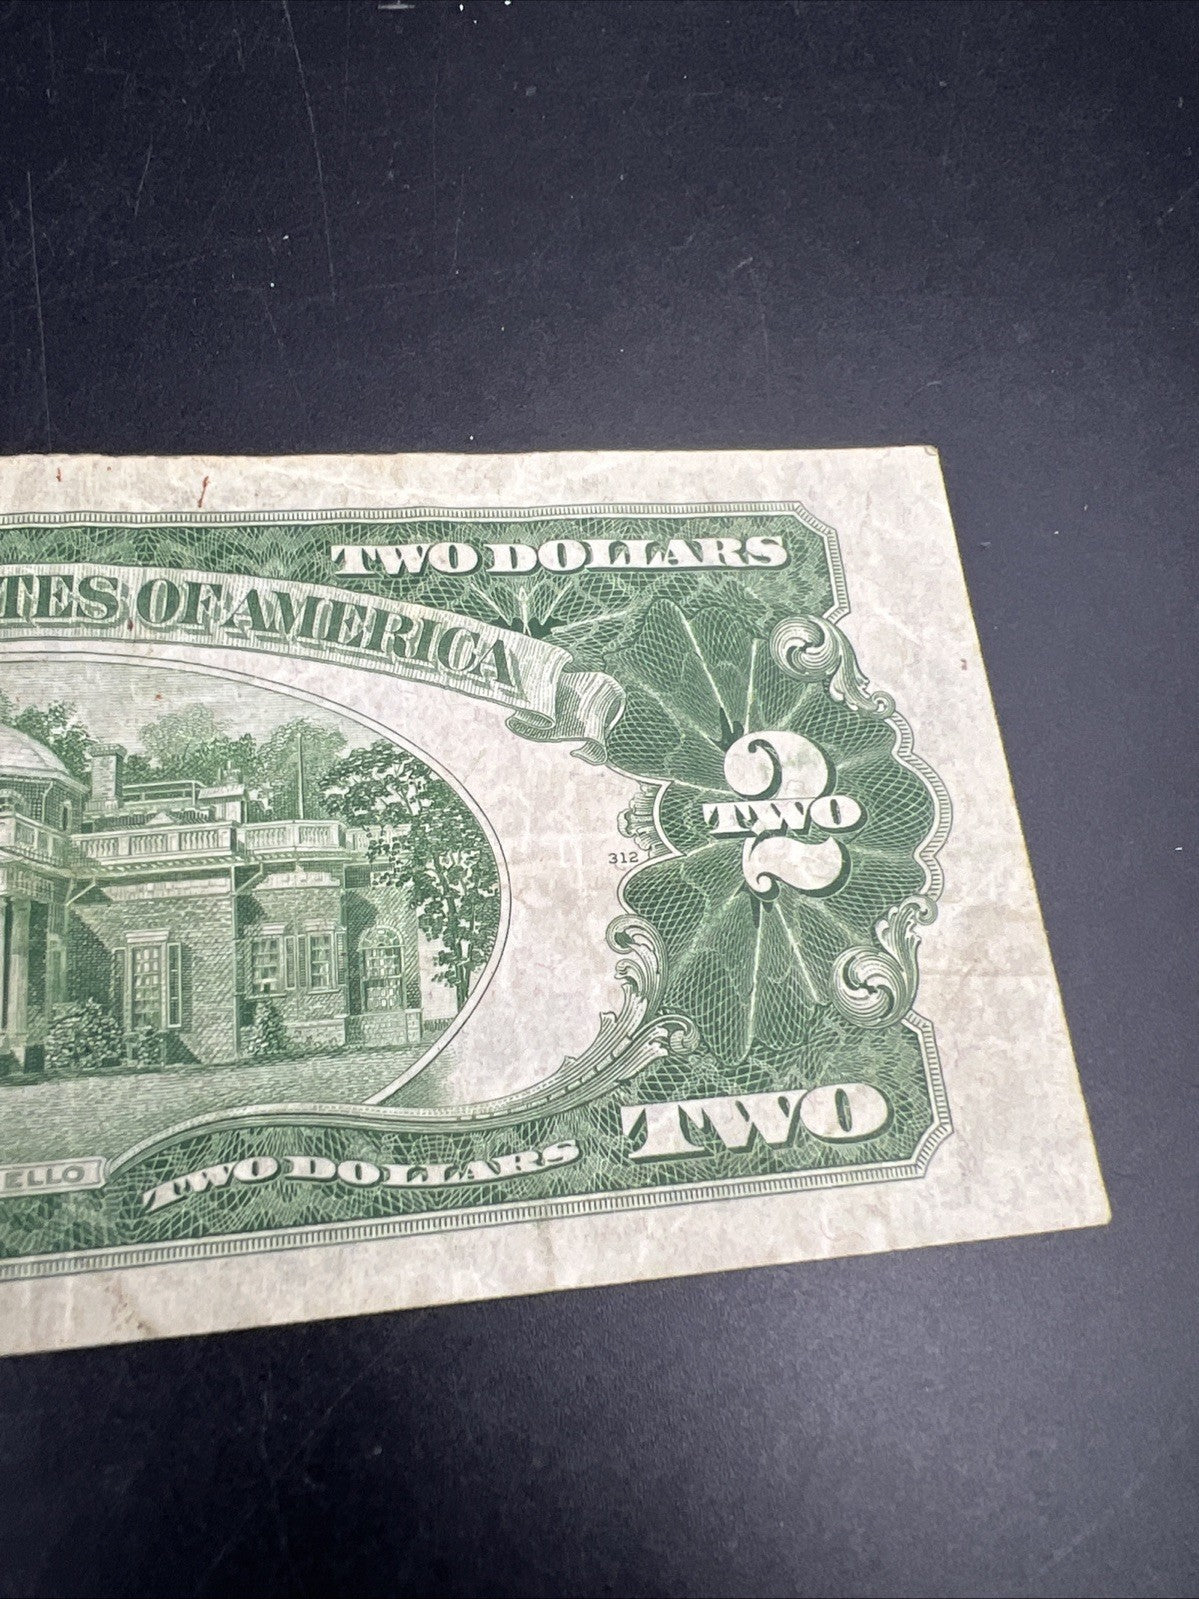 TWO DOLLARS
TES OF AMERICA
2
TWO
312
TWO
ELLO
TWO DOLLARS